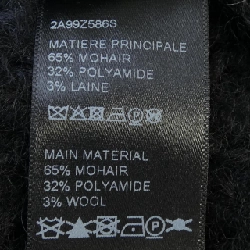 2A99Z586S
MATIERE PRINCIPALE
65% MOHAIR
32% POLYAMIDE
3% LAINE
MAIN MATERIAL
65% MOHAIR
32% POLYAMIDE
3% WOOL